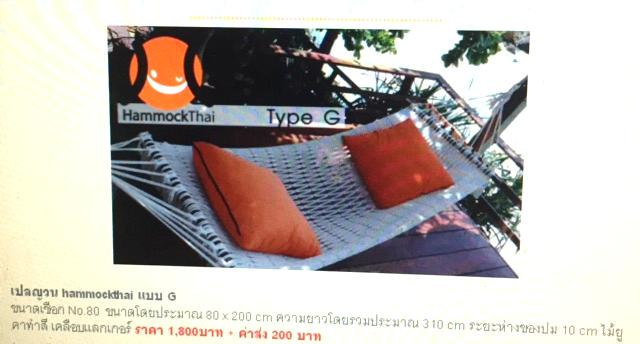 HammockThai
Type G
เปลญวน hammockthai แบบ G
ขนาดเชือก No.80 ขนาดโดยประมาณ 80 x 200 cm ความยาวโดยรวมประมาณ 310 cm ระยะห่างของปม 10 cm ไม้ยู
คาทำสี เคลือบแลกเกอร์ ราคา 1,800บาท + ค่าส่ง 200 บาท